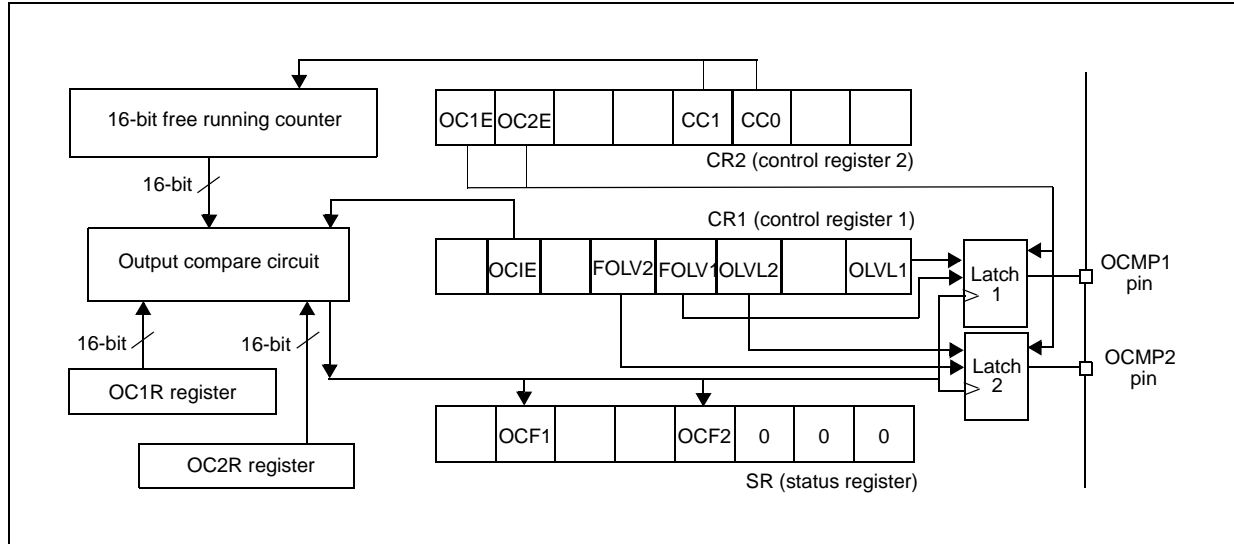 16-bit free running counter
OC1E OC2E CC1 CC0
CR2 (control register 2)
16-bit
CR1 (control register 1)
Output compare circuit
OCIE FOLV2 FOLV1 OLVL2 OLVL1
Latch
1
OCMP1
pin
16-bit
16-bit
Latch
2
OCMP2
pin
OC1R register
OCF1 OCF2 0 0 0
OC2R register
SR (status register)